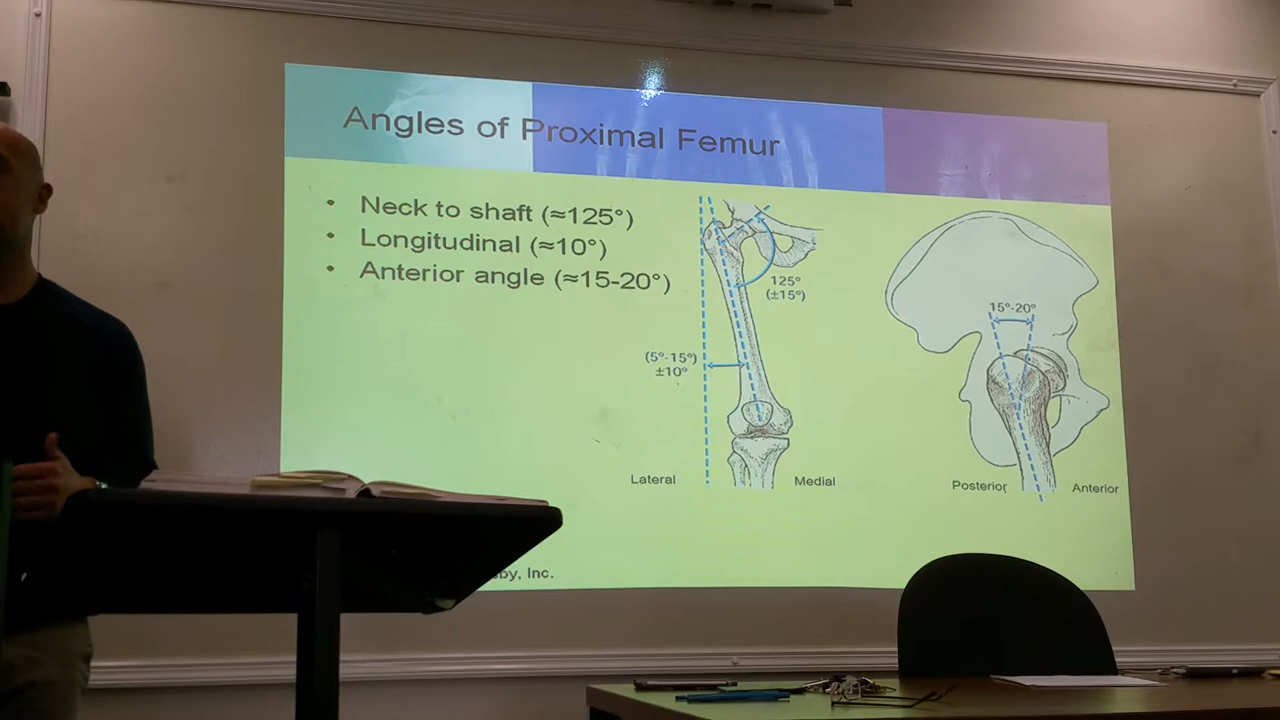 Angles of Proximal Femur
• Neck to shaft (≈125°)
• Longitudinal (≈10°)
• Anterior angle (≈15-20°)
125°
(±15°)
(5°-15°)
±10°
Lateral
Medial
15°-20°
Posterior
Anterior
Inc.